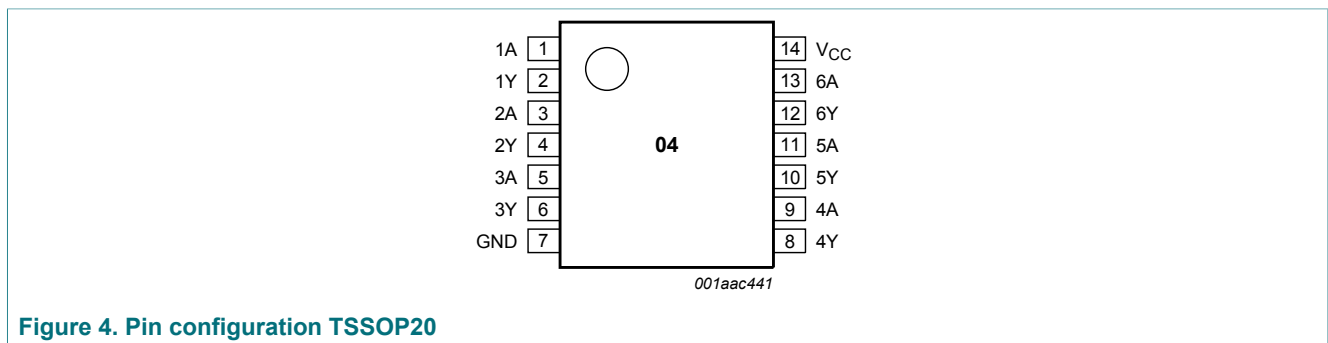 1A 1 14 VCC
1Y 2 13 6A
2A 3 12 6Y
2Y 4 04 11 5A
3A 5 10 5Y
3Y 6 9 4A
GND 7 8 4Y
001aac441
Figure 4. Pin configuration TSSOP20